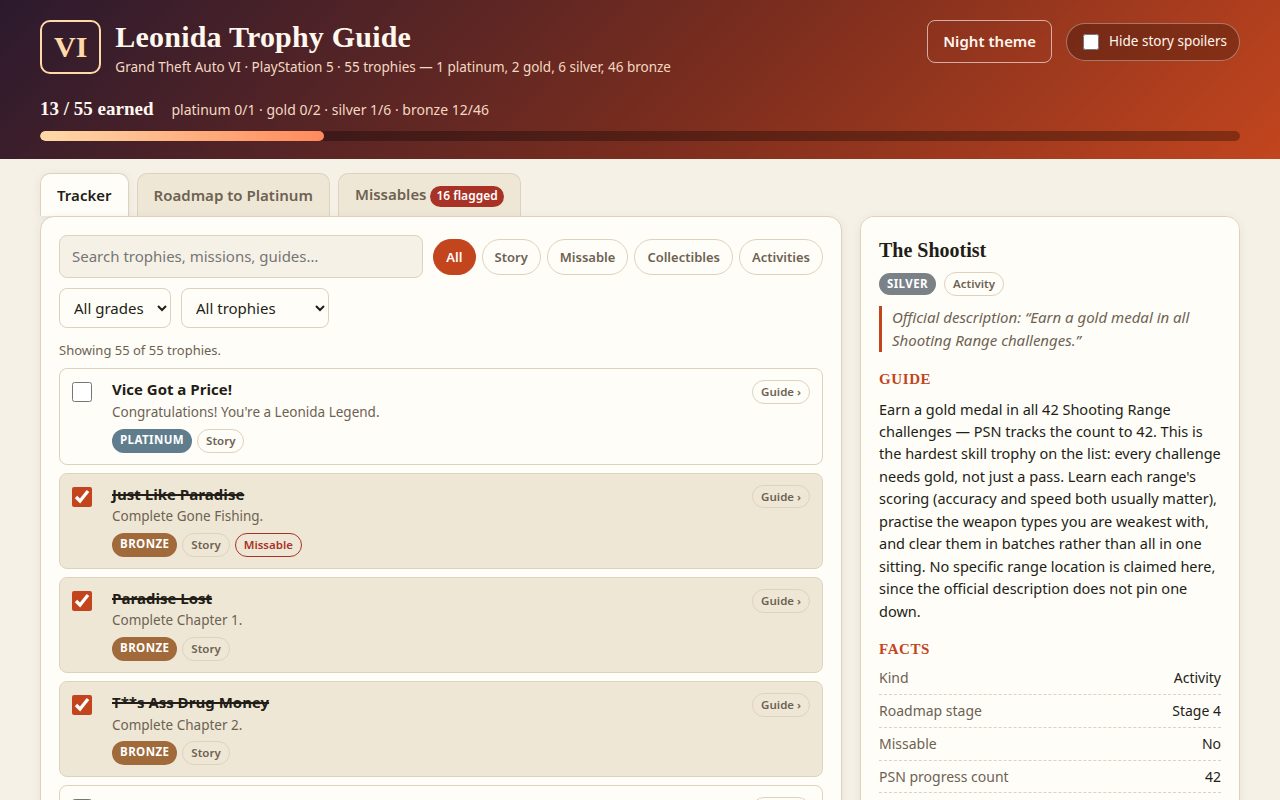 VI
Leonida Trophy Guide
Grand Theft Auto VI · PlayStation 5 · 55 trophies — 1 platinum, 2 gold, 6 silver, 46 bronze
Night theme
Hide story spoilers
13 / 55 earned
platinum 0/1 · gold 0/2 · silver 1/6 · bronze 12/46
Tracker
Roadmap to Platinum
Missables 16 flagged
Search trophies, missions, guides...
All
Story
Missable
Collectibles
Activities
All grades
All trophies
Showing 55 of 55 trophies.
Vice Got a Price!
Congratulations! You're a Leonida Legend.
PLATINUM
Story
Guide ›
Just Like Paradise
Complete Gone Fishing.
BRONZE
Story
Missable
Guide ›
Paradise Lost
Complete Chapter 1.
BRONZE
Story
Guide ›
T**s Ass Drug Money
Complete Chapter 2.
BRONZE
Story
Guide ›
The Shootist
SILVER
Activity
Official description: “Earn a gold medal in all
Shooting Range challenges.”
GUIDE
Earn a gold medal in all 42 Shooting Range
challenges — PSN tracks the count to 42. This is
the hardest skill trophy on the list: every challenge
needs gold, not just a pass. Learn each range's
scoring (accuracy and speed both usually matter),
practise the weapon types you are weakest with,
and clear them in batches rather than all in one
sitting. No specific range location is claimed here,
since the official description does not pin one
down.
FACTS
Kind
Activity
Roadmap stage
Stage 4
Missable
No
PSN progress count
42